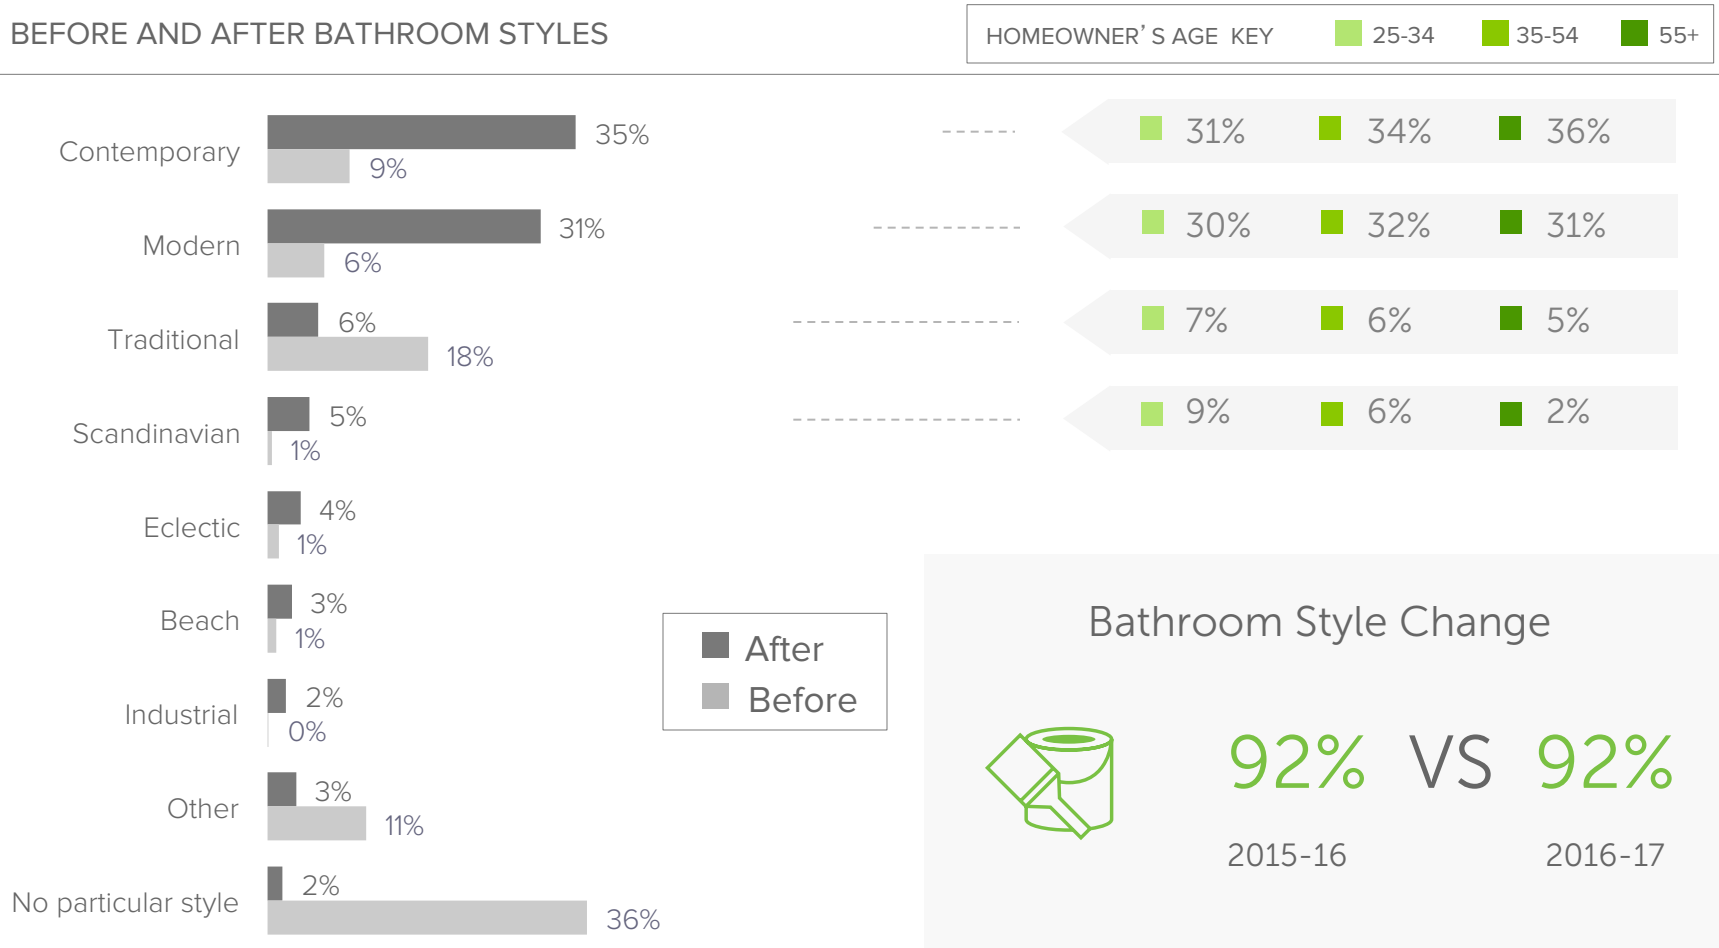 BEFORE AND AFTER BATHROOM STYLES
HOMEOWNER’S AGE KEY 25-34 35-54 55+
Contemporary 35% 9% 31% 34% 36%
Modern 31% 6% 30% 32% 31%
Traditional 6% 18% 7% 6% 5%
Scandinavian 5% 1% 9% 6% 2%
Eclectic 4% 1%
Beach 3% 1%
Industrial 2% 0%
Other 3% 11%
No particular style 2% 36%
After
Before
Bathroom Style Change
92% VS 92%
2015-16 2016-17